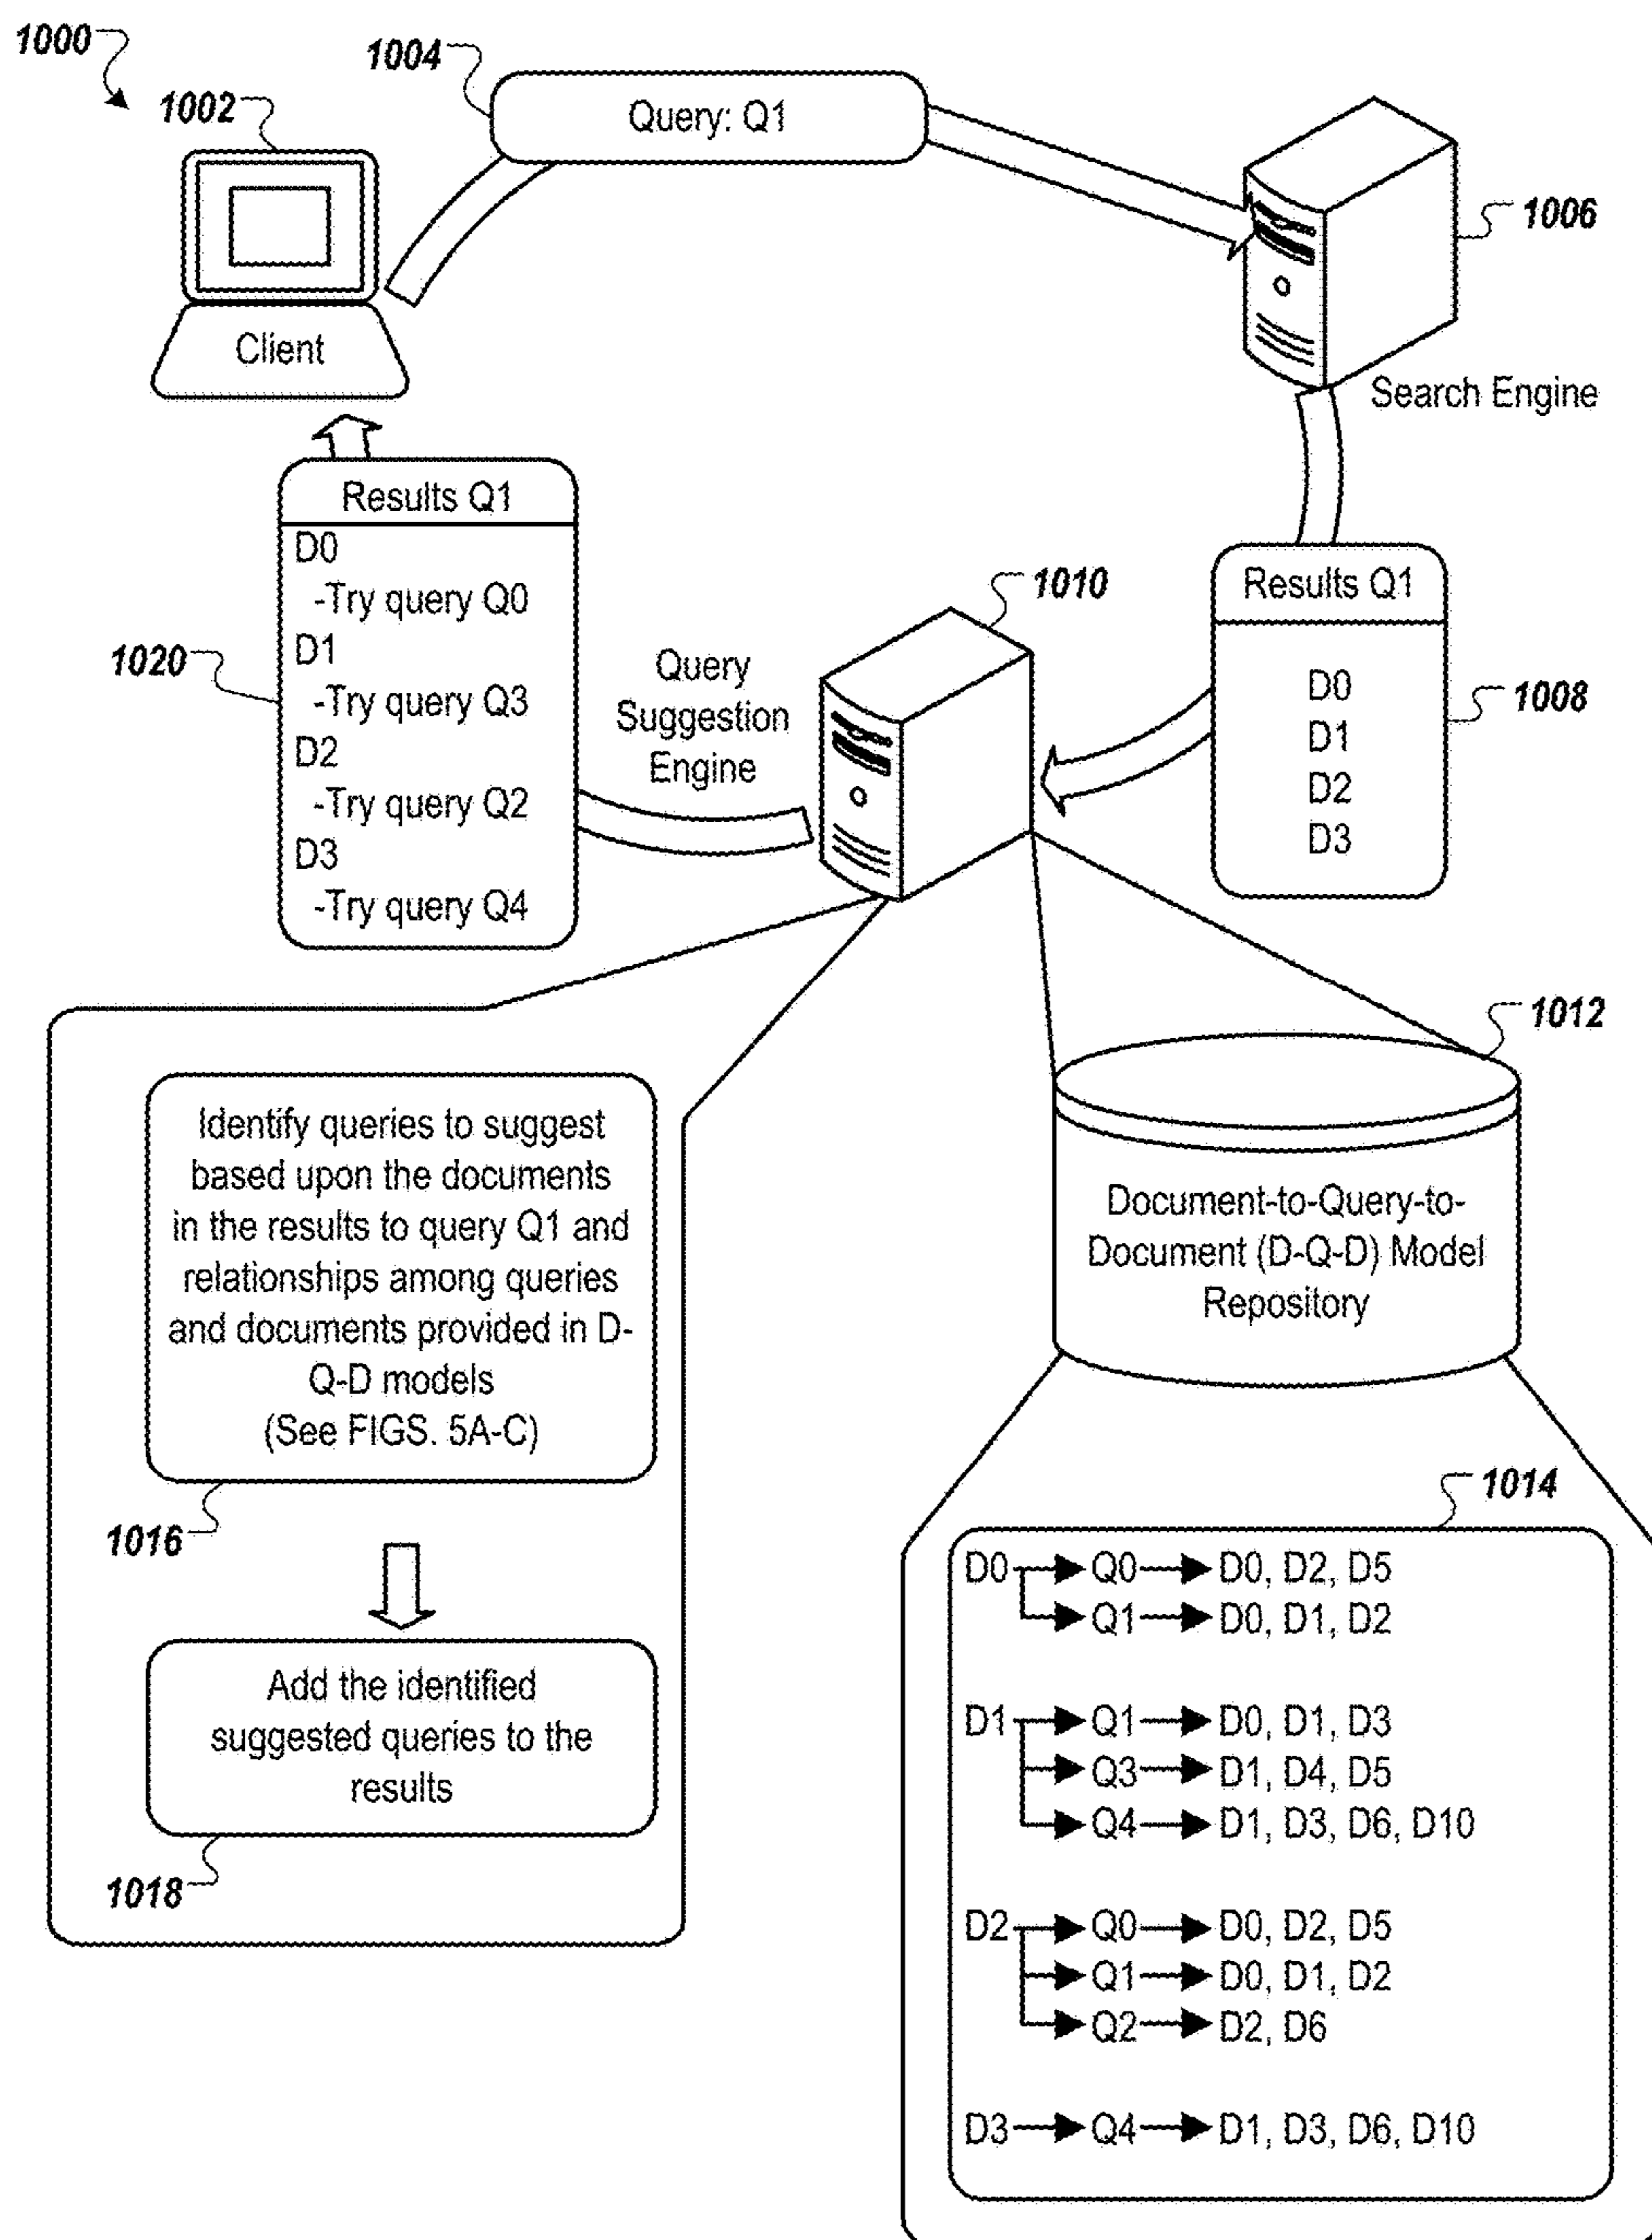 1000
1002
1004
Query: Q1
1006
Client
Search Engine
Results Q1
D0
-Try query Q0
D1
-Try query Q3
D2
-Try query Q2
D3
-Try query Q4
1020
Query
Suggestion
Engine
1010
Results Q1
D0
D1
D2
D3
1008
1012
Identify queries to suggest
based upon the documents
in the results to query Q1 and
relationships among queries
and documents provided in D-
Q-D models
(See FIGS. 5A-C)
1016
Add the identified
suggested queries to the
results
1018
Document-to-Query-to-
Document (D-Q-D) Model
Repository
1014
D0 Q0 D0, D2, D5
Q1 D0, D1, D2
D1 Q1 D0, D1, D3
Q3 D1, D4, D5
Q4 D1, D3, D6, D10
D2 Q0 D0, D2, D5
Q1 D0, D1, D2
Q2 D2, D6
D3 Q4 D1, D3, D6, D10